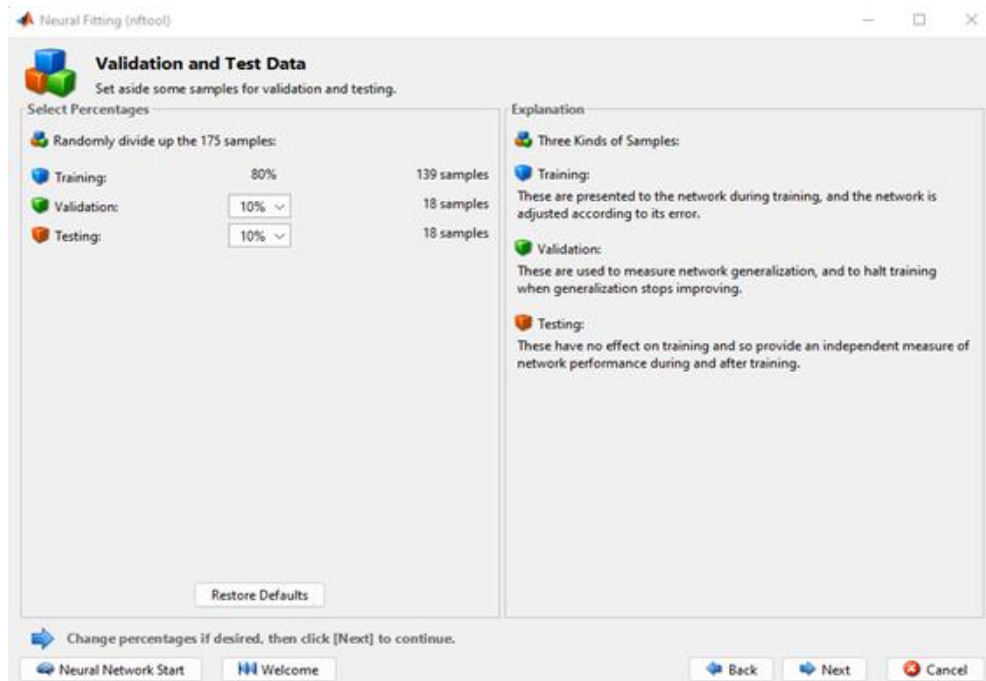 Neural Fitting (nftool)
Validation and Test Data
Set aside some samples for validation and testing.
Select Percentages
Randomly divide up the 175 samples:
Training: 80% 139 samples
Validation: 10% 18 samples
Testing: 10% 18 samples
Restore Defaults
Explanation
Three Kinds of Samples:
Training:
These are presented to the network during training, and the network is
adjusted according to its error.
Validation:
These are used to measure network generalization, and to halt training
when generalization stops improving.
Testing:
These have no effect on training and so provide an independent measure of
network performance during and after training.
Change percentages if desired, then click [Next] to continue.
Neural Network Start Welcome Back Next Cancel